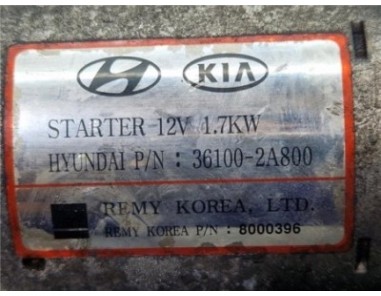 KIA
STARTER 12V 1.7KW
HYUNDAI P/N : 36100-2A800
REMY KOREA, LTD.
REMY KOREA P/N : 8000396